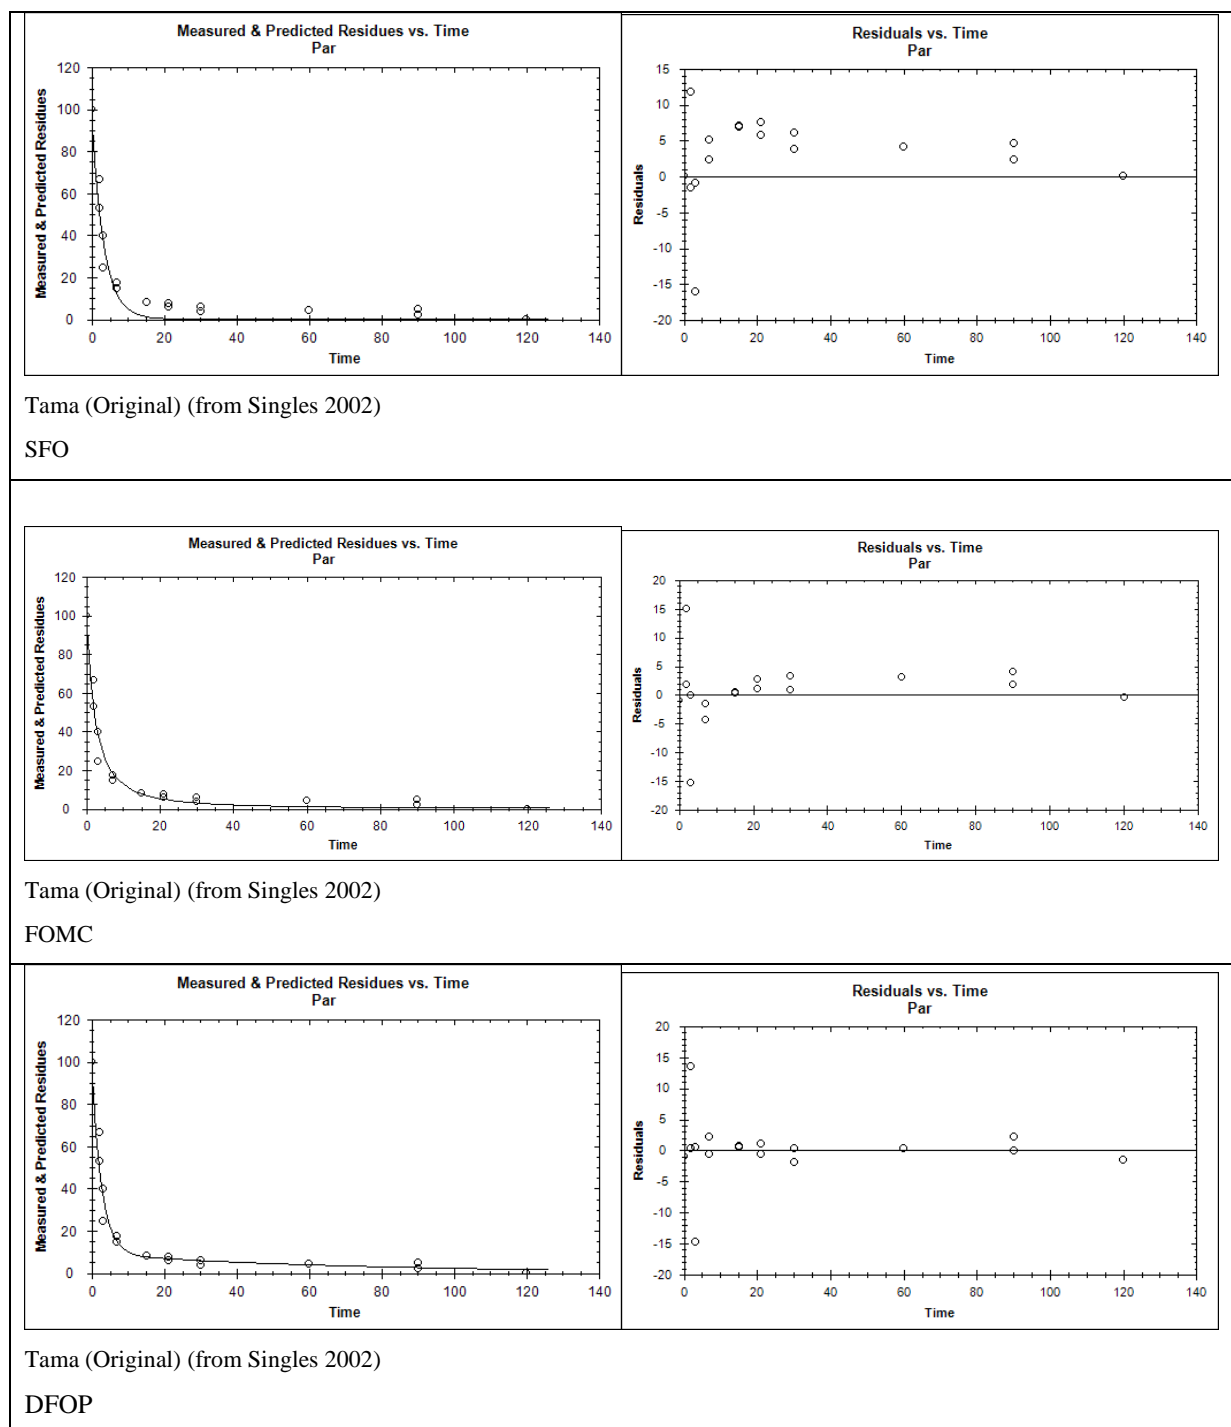 Measured & Predicted Residues vs. Time
Par
Measured & Predicted Residues
120
100
80
60
40
20
0
0 20 40 60 80 100 120 140
Time
Residuals vs. Time
Par
Residuals
15
10
5
0
-5
-10
-15
-20
0 20 40 60 80 100 120 140
Time
Tama (Original) (from Singles 2002)
SFO
Measured & Predicted Residues vs. Time
Par
Measured & Predicted Residues
120
100
80
60
40
20
0
0 20 40 60 80 100 120 140
Time
Residuals vs. Time
Par
Residuals
20
15
10
5
0
-5
-10
-15
-20
0 20 40 60 80 100 120 140
Time
Tama (Original) (from Singles 2002)
FOMC
Measured & Predicted Residues vs. Time
Par
Measured & Predicted Residues
120
100
80
60
40
20
0
0 20 40 60 80 100 120 140
Time
Residuals vs. Time
Par
Residuals
20
15
10
5
0
-5
-10
-15
-20
0 20 40 60 80 100 120 140
Time
Tama (Original) (from Singles 2002)
DFOP